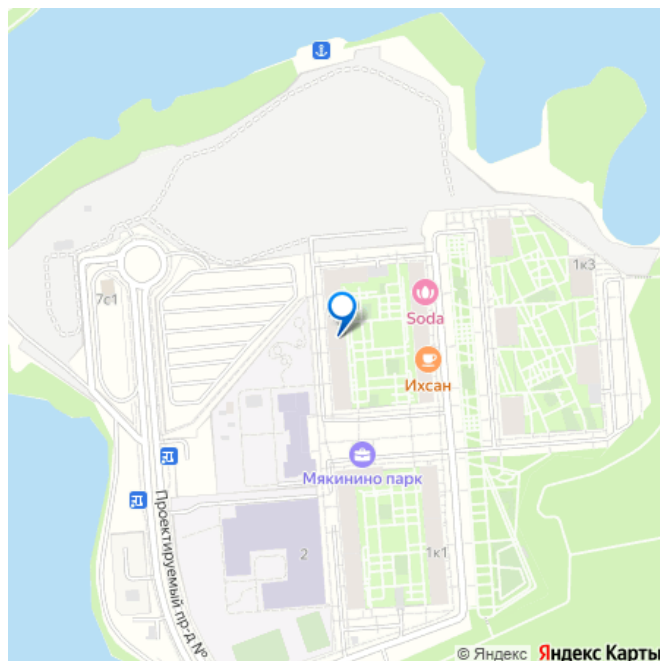 1к3
7с1
Soda
Ихсан
Мякинино парк
Проектируемый пр-д №
2
1к1
© Яндекс Яндекс Карты